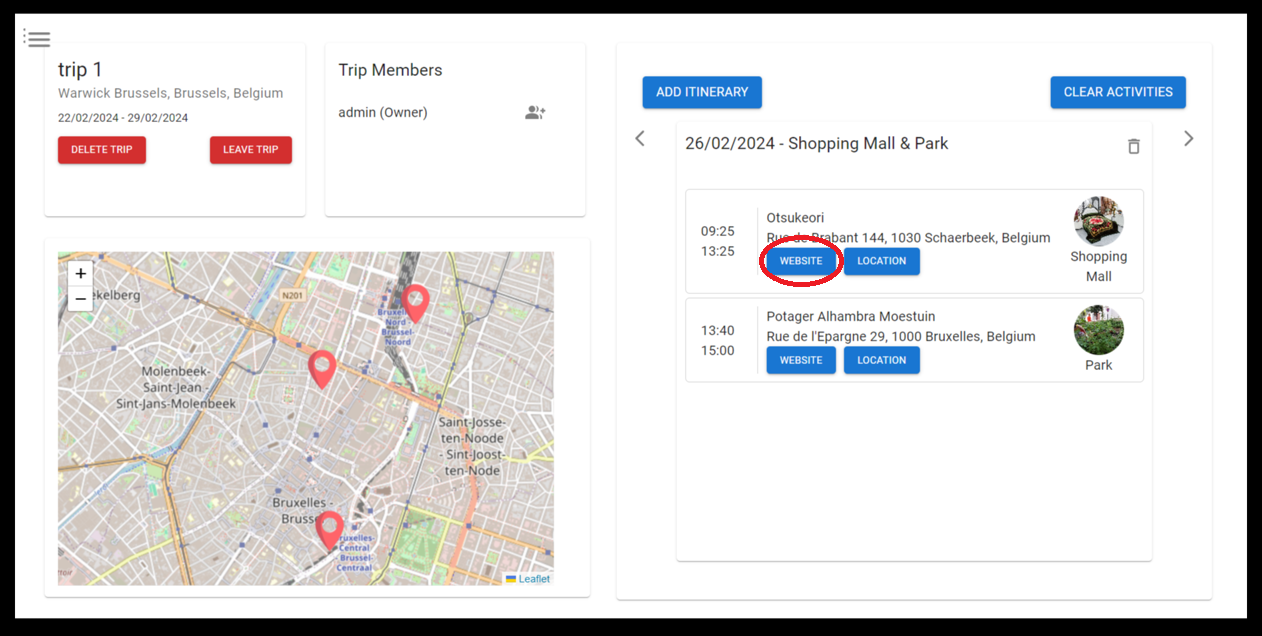 trip 1
Warwick Brussels, Brussels, Belgium
22/02/2024 - 29/02/2024
DELETE TRIP
LEAVE TRIP
Trip Members
admin (Owner)
+
−
ekelberg
N201
Bruxelles-
Nord -
Brussel-
Noord
Molenbeek-
Saint-Jean -
Sint-Jans-Molenbeek
Saint-Josse-
ten-Noode
- Sint-Joost-
ten-Node
Bruxelles -
Brusse
ruxelles-
Central
- Brussel-
Centraal
Leaflet
ADD ITINERARY
CLEAR ACTIVITIES
26/02/2024 - Shopping Mall & Park
09:25
13:25
Otsukeori
Rue de Brabant 144, 1030 Schaerbeek, Belgium
WEBSITE
LOCATION
Shopping
Mall
13:40
15:00
Potager Alhambra Moestuin
Rue de l'Epargne 29, 1000 Bruxelles, Belgium
WEBSITE
LOCATION
Park